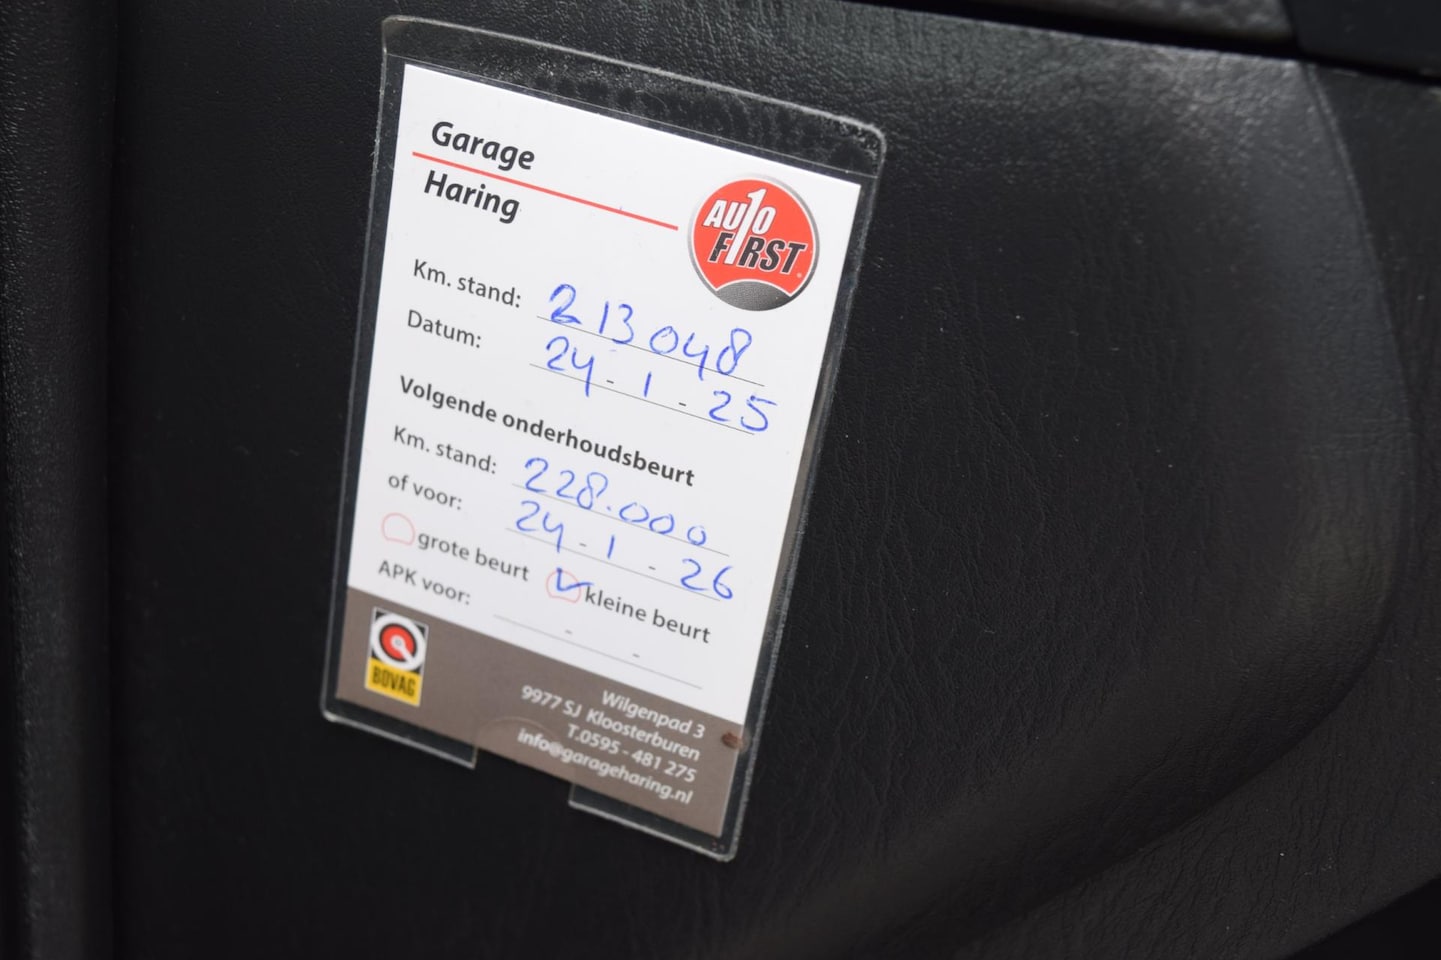 Garage
Haring
AUTO
FIRST
Km. stand: 213048
Datum: 24-1-25
Volgende onderhoudsbeurt
Km. stand: 228.000
of voor: 24-1-26
grote beurt kleine beurt
APK voor: - -
BOVAG
Wilgenpad 3
9977 SJ Kloosterburen
T.0595 - 481 275
info@garageharing.nl